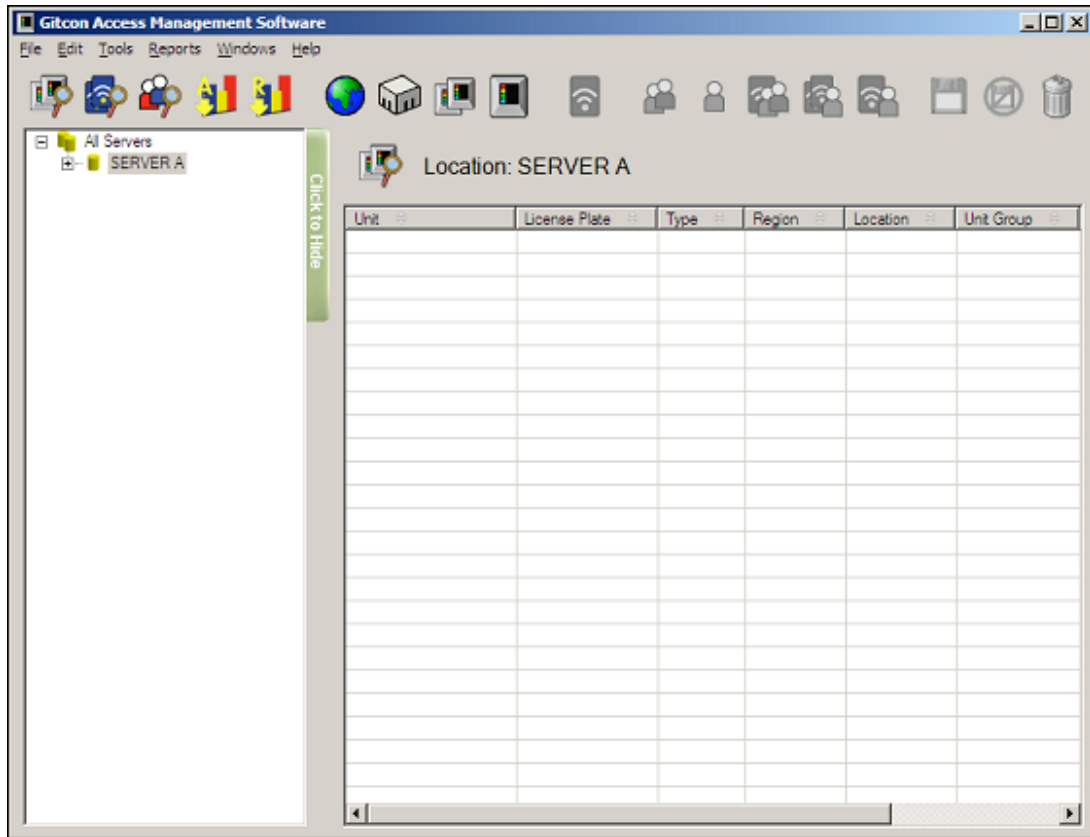 Gitcon Access Management Software
File Edit Tools Reports Windows Help
All Servers
SERVER A
Click to Hide
Location: SERVER A
Unit License Plate Type Region Location Unit Group